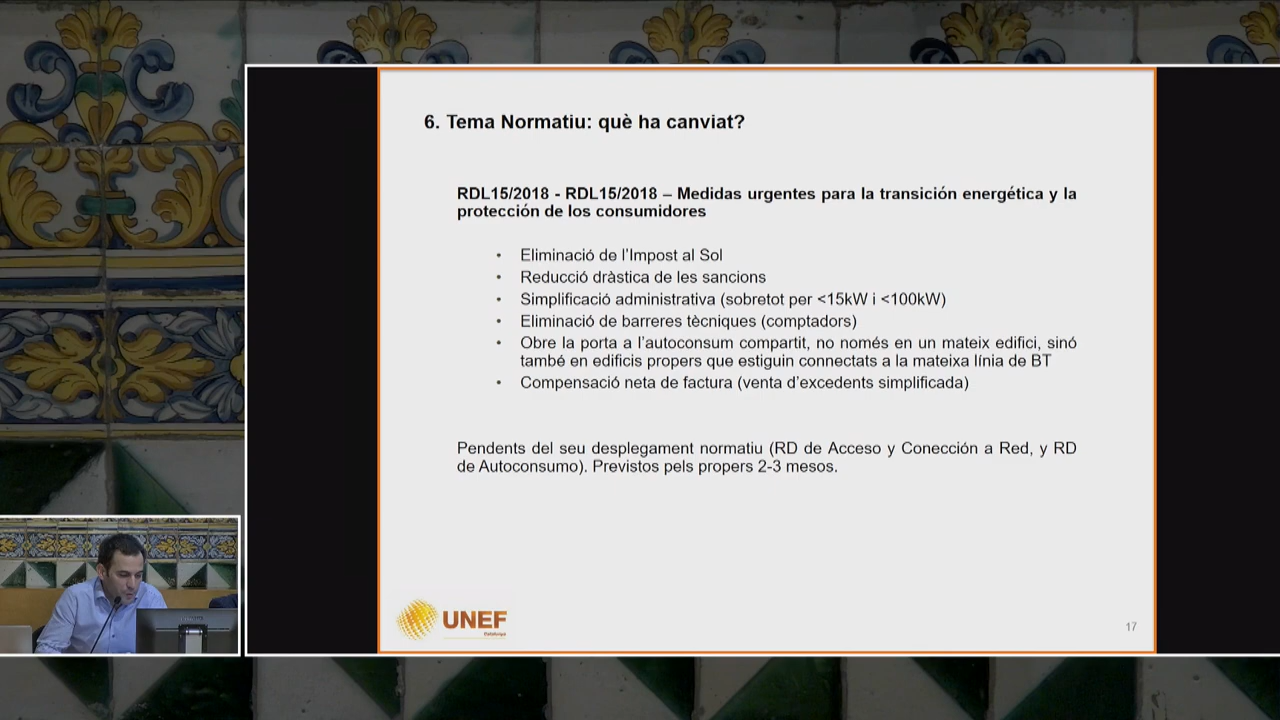 6. Tema Normatiu: què ha canviat?
RDL15/2018 - RDL15/2018 – Medidas urgentes para la transición energética y la
protección de los consumidores
• Eliminació de l'Impost al Sol
• Reducció dràstica de les sancions
• Simplificació administrativa (sobretot per <15kW i <100kW)
• Eliminació de barreres tècniques (comptadors)
• Obre la porta a l'autoconsum compartit, no només en un mateix edifici, sinó
també en edificis propers que estiguin connectats a la mateixa línia de BT
• Compensació neta de factura (venta d'excedents simplificada)
Pendents del seu desplegament normatiu (RD de Acceso y Conección a Red, y RD
de Autoconsumo). Previstos pels propers 2-3 mesos.
UNEF
Catalunya
17